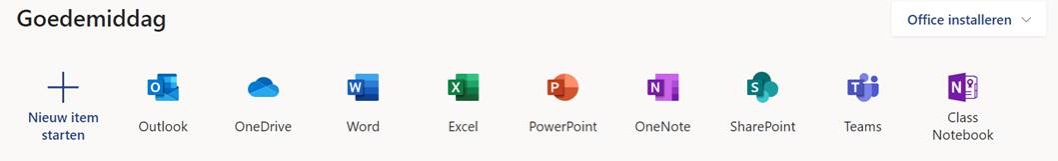 Goedemiddag
Office installeren
Nieuw item
starten
Outlook
OneDrive
Word
Excel
PowerPoint
OneNote
SharePoint
Teams
Class
Notebook